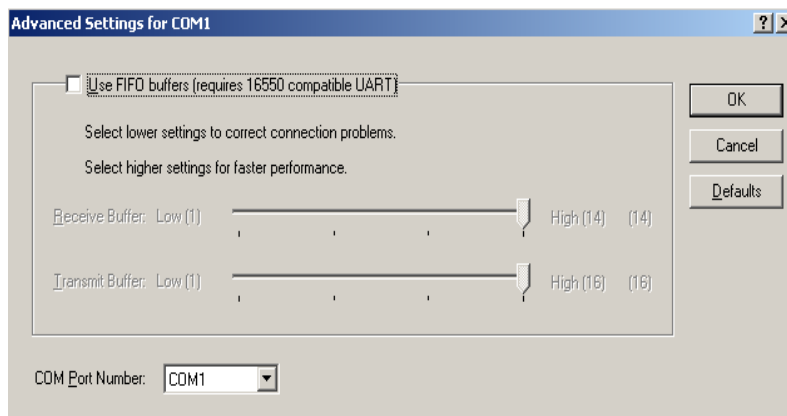 Advanced Settings for COM1
Use FIFO buffers (requires 16550 compatible UART)
Select lower settings to correct connection problems.
Select higher settings for faster performance.
Receive Buffer: Low (1) High (14) (14)
Transmit Buffer: Low (1) High (16) (16)
COM Port Number: COM1
OK
Cancel
Defaults